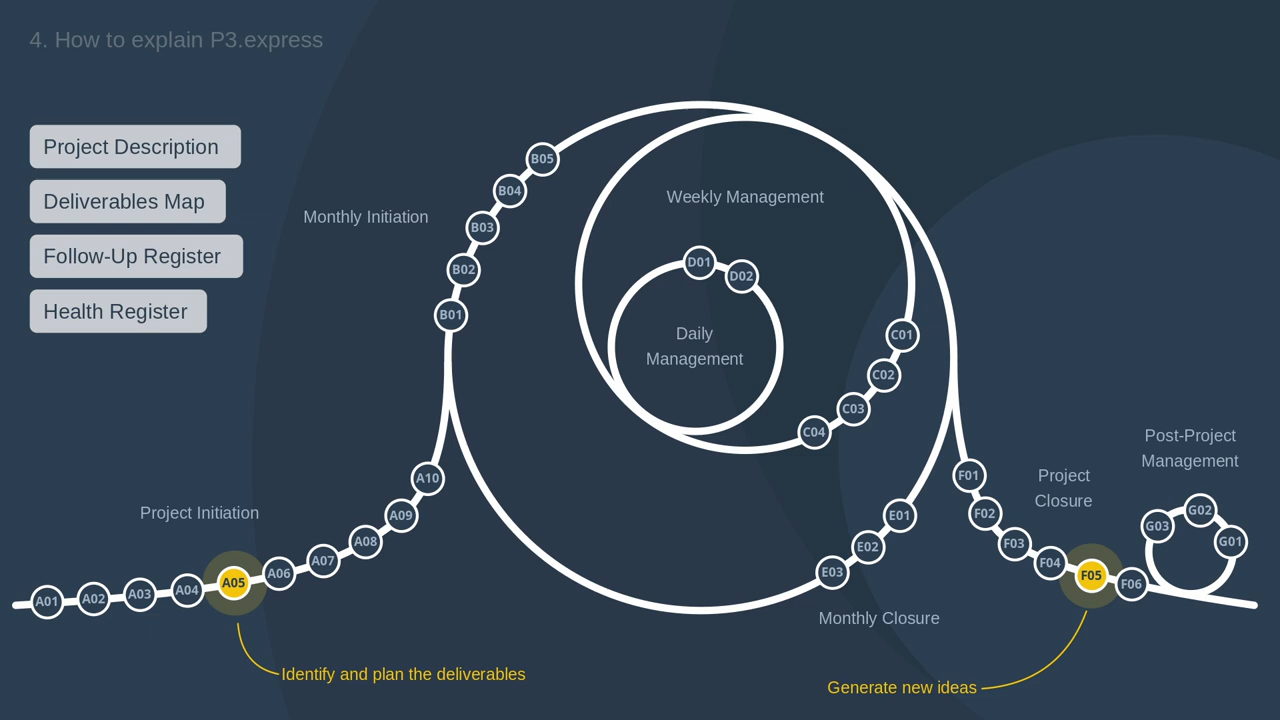 4. How to explain P3.express
Project Description
Deliverables Map
Follow-Up Register
Health Register
Monthly Initiation
B05
B04
B03
B02
B01
Weekly Management
D01
D02
Daily
Management
C01
C02
C03
C04
Project Initiation
A01
A02
A03
A04
A05
A06
A07
A08
A09
A10
Identify and plan the deliverables
E01
E02
E03
Monthly Closure
Project
Closure
F01
F02
F03
F04
F05
F06
Generate new ideas
Post-Project
Management
G03
G02
G01